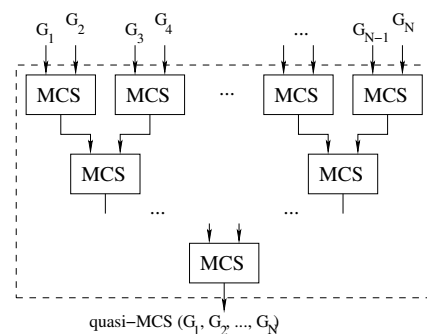 G1 G2 G3 G4 ... GN−1 GN
MCS MCS ... MCS MCS
MCS MCS
... ...
MCS
quasi−MCS (G1, G2, ..., GN)